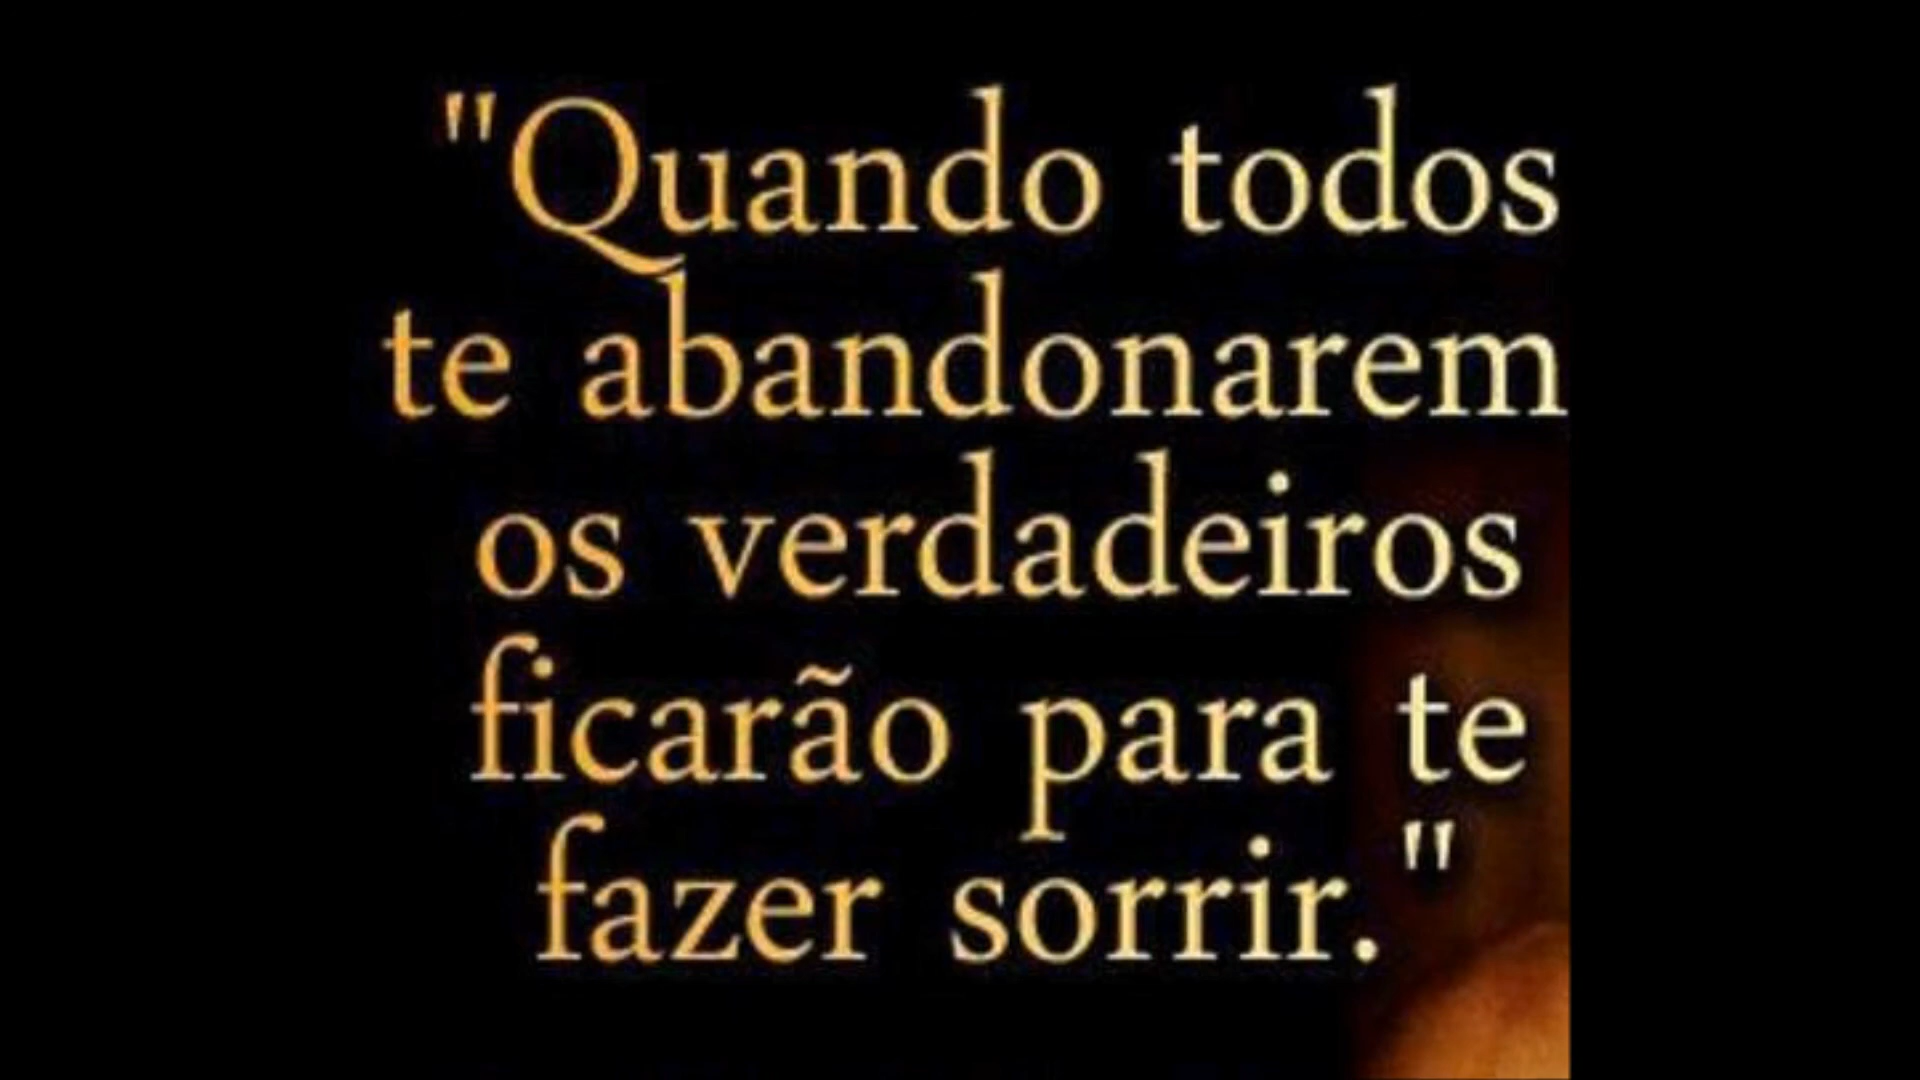 "Quando todos
te abandonarem
os verdadeiros
ficarão para te
fazer sorrir."